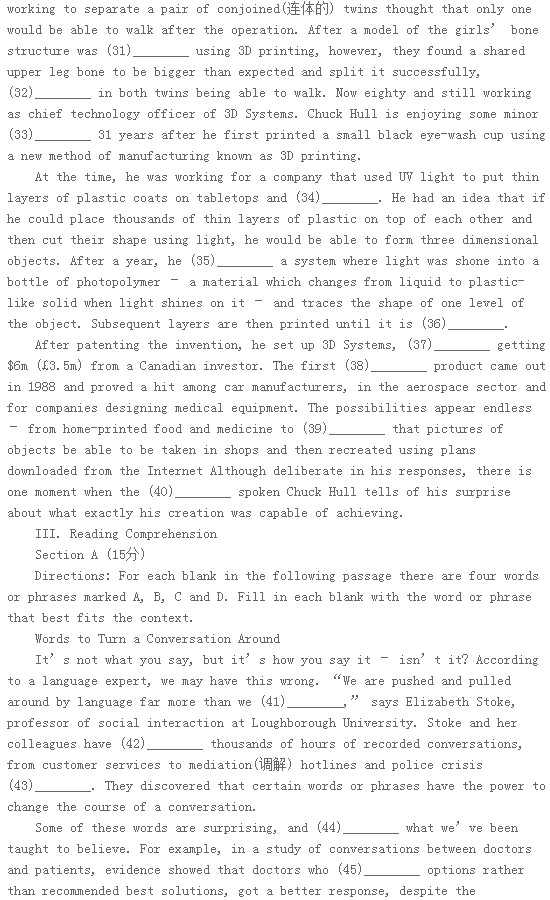 working to separate a pair of conjoined(连体的) twins thought that only one
would be able to walk after the operation. After a model of the girls’ bone
structure was (31)________ using 3D printing, however, they found a shared
upper leg bone to be bigger than expected and split it successfully,
(32)________ in both twins being able to walk. Now eighty and still working
as chief technology officer of 3D Systems. Chuck Hull is enjoying some minor
(33)________ 31 years after he first printed a small black eye-wash cup using
a new method of manufacturing known as 3D printing.
At the time, he was working for a company that used UV light to put thin
layers of plastic coats on tabletops and (34)________. He had an idea that if
he could place thousands of thin layers of plastic on top of each other and
then cut their shape using light, he would be able to form three dimensional
objects. After a year, he (35)________ a system where light was shone into a
bottle of photopolymer – a material which changes from liquid to plastic-
like solid when light shines on it – and traces the shape of one level of
the object. Subsequent layers are then printed until it is (36)________.
After patenting the invention, he set up 3D Systems, (37)________ getting
$6m (£3.5m) from a Canadian investor. The first (38)________ product came out
in 1988 and proved a hit among car manufacturers, in the aerospace sector and
for companies designing medical equipment. The possibilities appear endless
– from home-printed food and medicine to (39)________ that pictures of
objects be able to be taken in shops and then recreated using plans
downloaded from the Internet Although deliberate in his responses, there is
one moment when the (40)________ spoken Chuck Hull tells of his surprise
about what exactly his creation was capable of achieving.
III. Reading Comprehension
Section A (15分)
Directions: For each blank in the following passage there are four words
or phrases marked A, B, C and D. Fill in each blank with the word or phrase
that best fits the context.
Words to Turn a Conversation Around
It’s not what you say, but it’s how you say it – isn’t it? According
to a language expert, we may have this wrong. “We are pushed and pulled
around by language far more than we (41)________,” says Elizabeth Stoke,
professor of social interaction at Loughborough University. Stoke and her
colleagues have (42)________ thousands of hours of recorded conversations,
from customer services to mediation(调解) hotlines and police crisis
(43)________. They discovered that certain words or phrases have the power to
change the course of a conversation.
Some of these words are surprising, and (44)________ what we’ve been
taught to believe. For example, in a study of conversations between doctors
and patients, evidence showed that doctors who (45)________ options rather
than recommended best solutions, got a better response, despite the